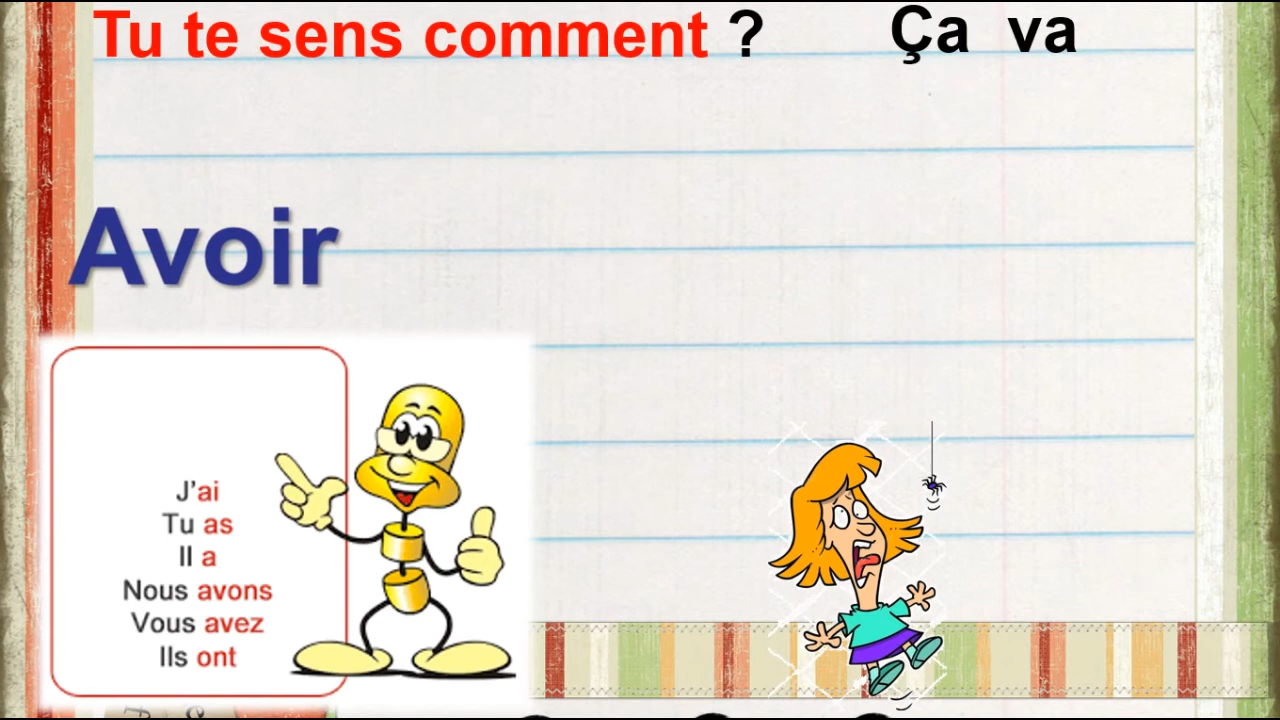 Tu te sens comment ? Ça va
Avoir
J'ai
Tu as
Il a
Nous avons
Vous avez
Ils ont